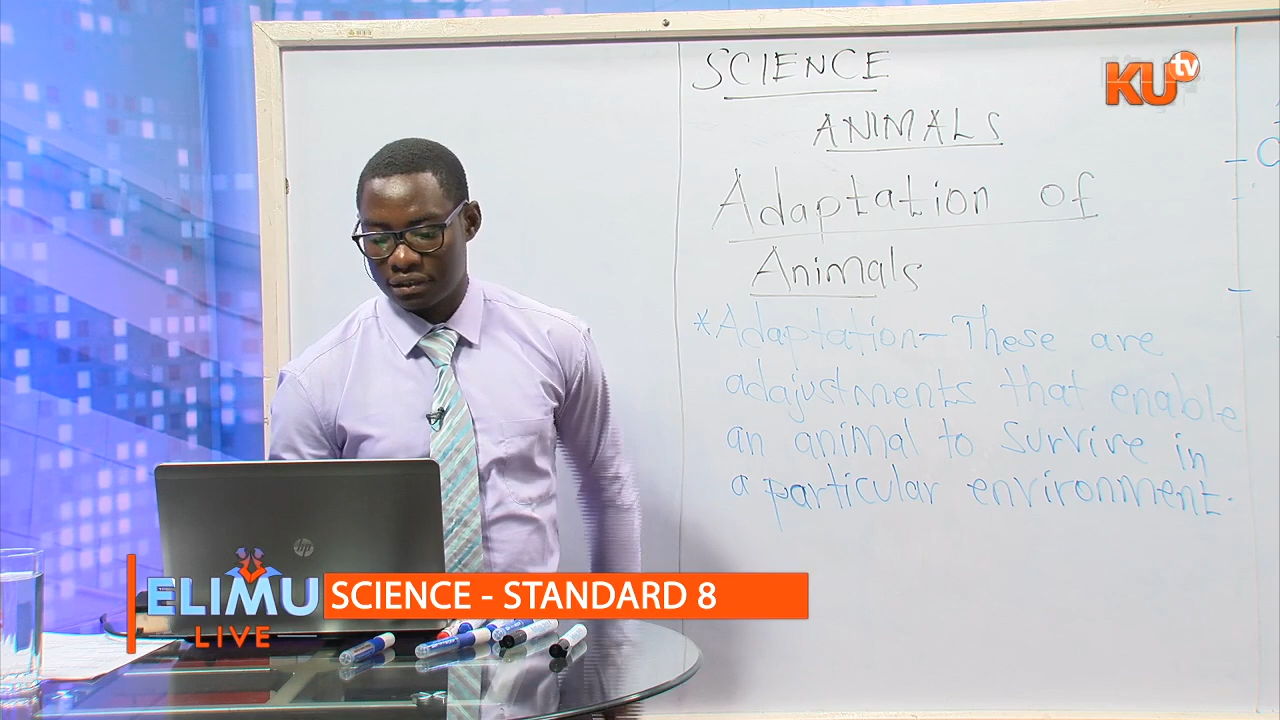 SCIENCE
ANIMALS
Adaptation of
Animals
*Adaptation- These are
adajustments that enable
an animal to survive in
a particular environment.
KU tv
hp
ELIMU
LIVE
SCIENCE - STANDARD 8